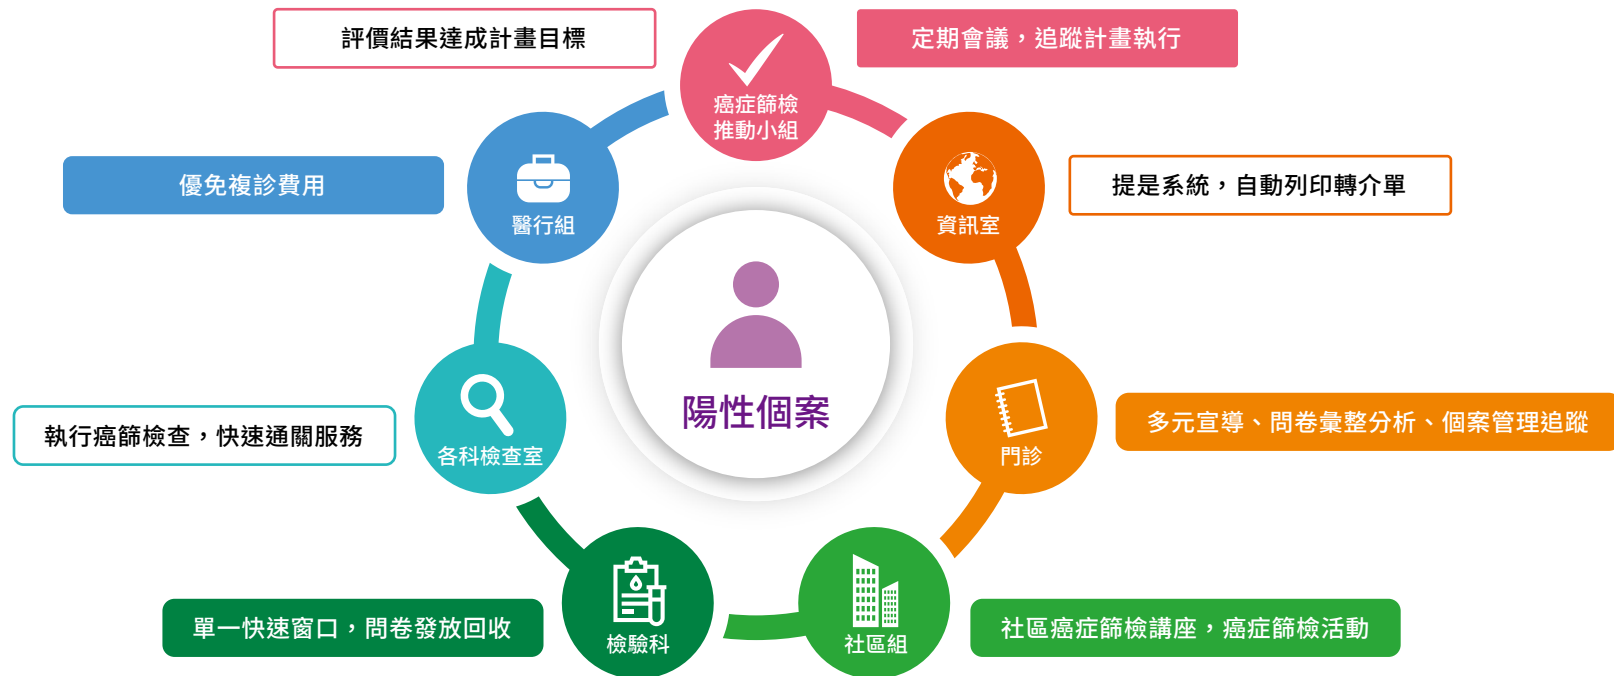 評價結果達成計畫目標
定期會議，追蹤計畫執行
癌症篩檢
推動小組
優免複診費用
醫行組
資訊室
提是系統，自動列印轉介單
陽性個案
執行癌篩檢查，快速通關服務
各科檢查室
門診
多元宣導、問卷彙整分析、個案管理追蹤
單一快速窗口，問卷發放回收
檢驗科
社區組
社區癌症篩檢講座，癌症篩檢活動